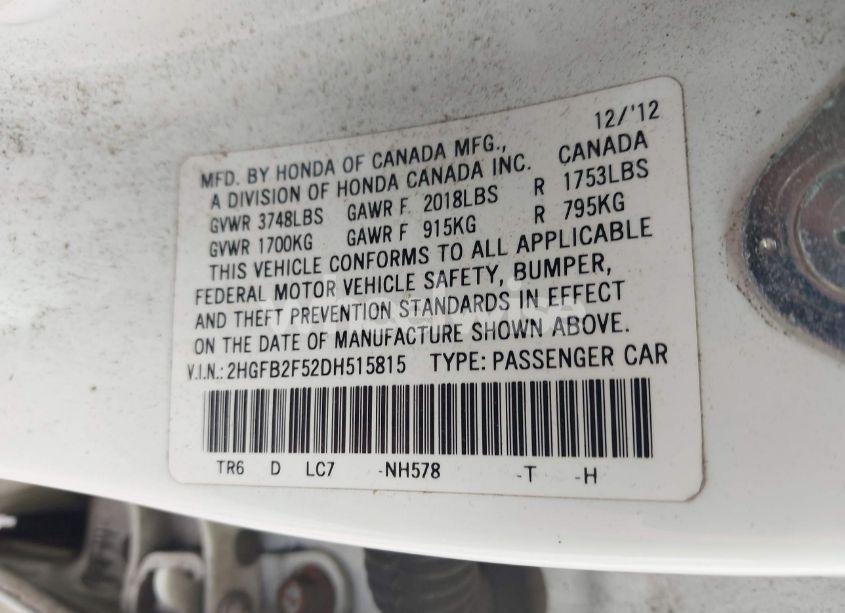 12/'12
MFD. BY HONDA OF CANADA MFG.,
A DIVISION OF HONDA CANADA INC. CANADA
GVWR 3748LBS GAWR F 2018LBS R 1753LBS
GVWR 1700KG GAWR F 915KG R 795KG
THIS VEHICLE CONFORMS TO ALL APPLICABLE
FEDERAL MOTOR VEHICLE SAFETY, BUMPER,
AND THEFT PREVENTION STANDARDS IN EFFECT
ON THE DATE OF MANUFACTURE SHOWN ABOVE.
V.I.N.: 2HGFB2F52DH515815 TYPE: PASSENGER CAR
TR6 D LC7 -NH578 -T -H